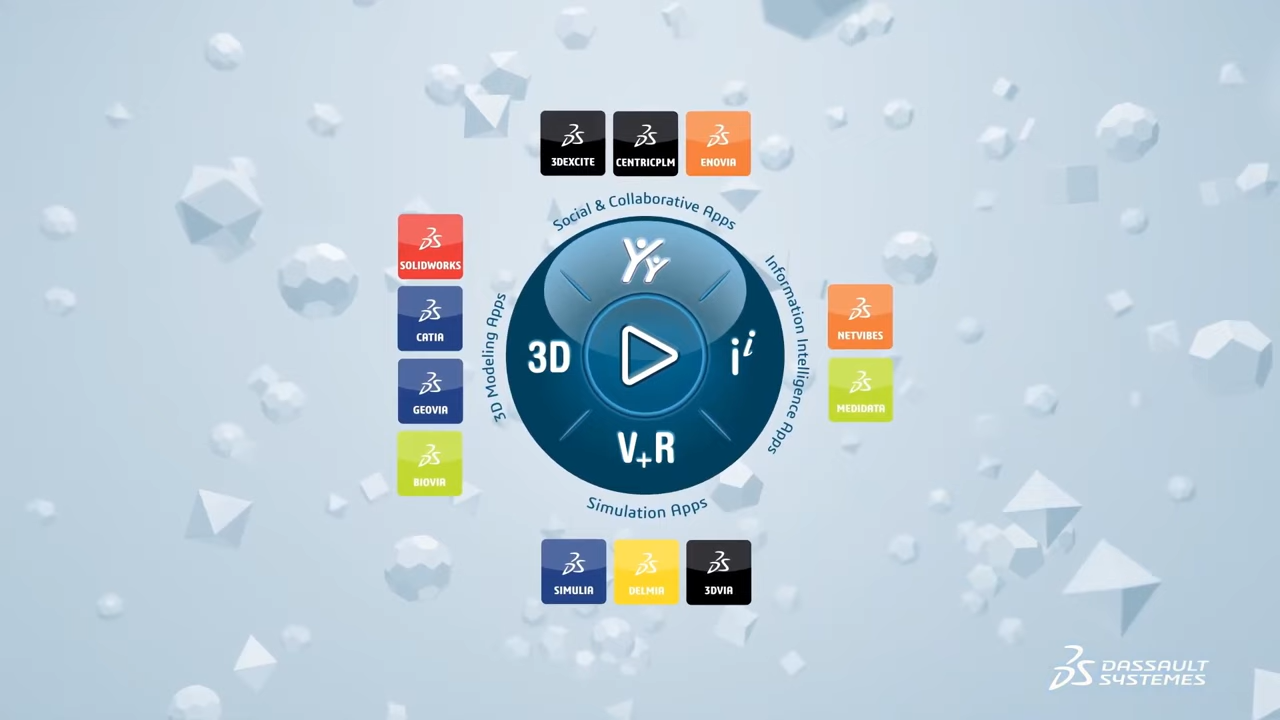 3DEXCITE
CENTRICPLM
ENOVIA
Social & Collaborative Apps
SOLIDWORKS
CATIA
GEOVIA
BIOVIA
3D Modeling Apps
3D
i i
V+R
Information Intelligence Apps
NETVIBES
MEDIDATA
Simulation Apps
SIMULIA
DELMIA
3DVIA
DASSAULT
SYSTEMES